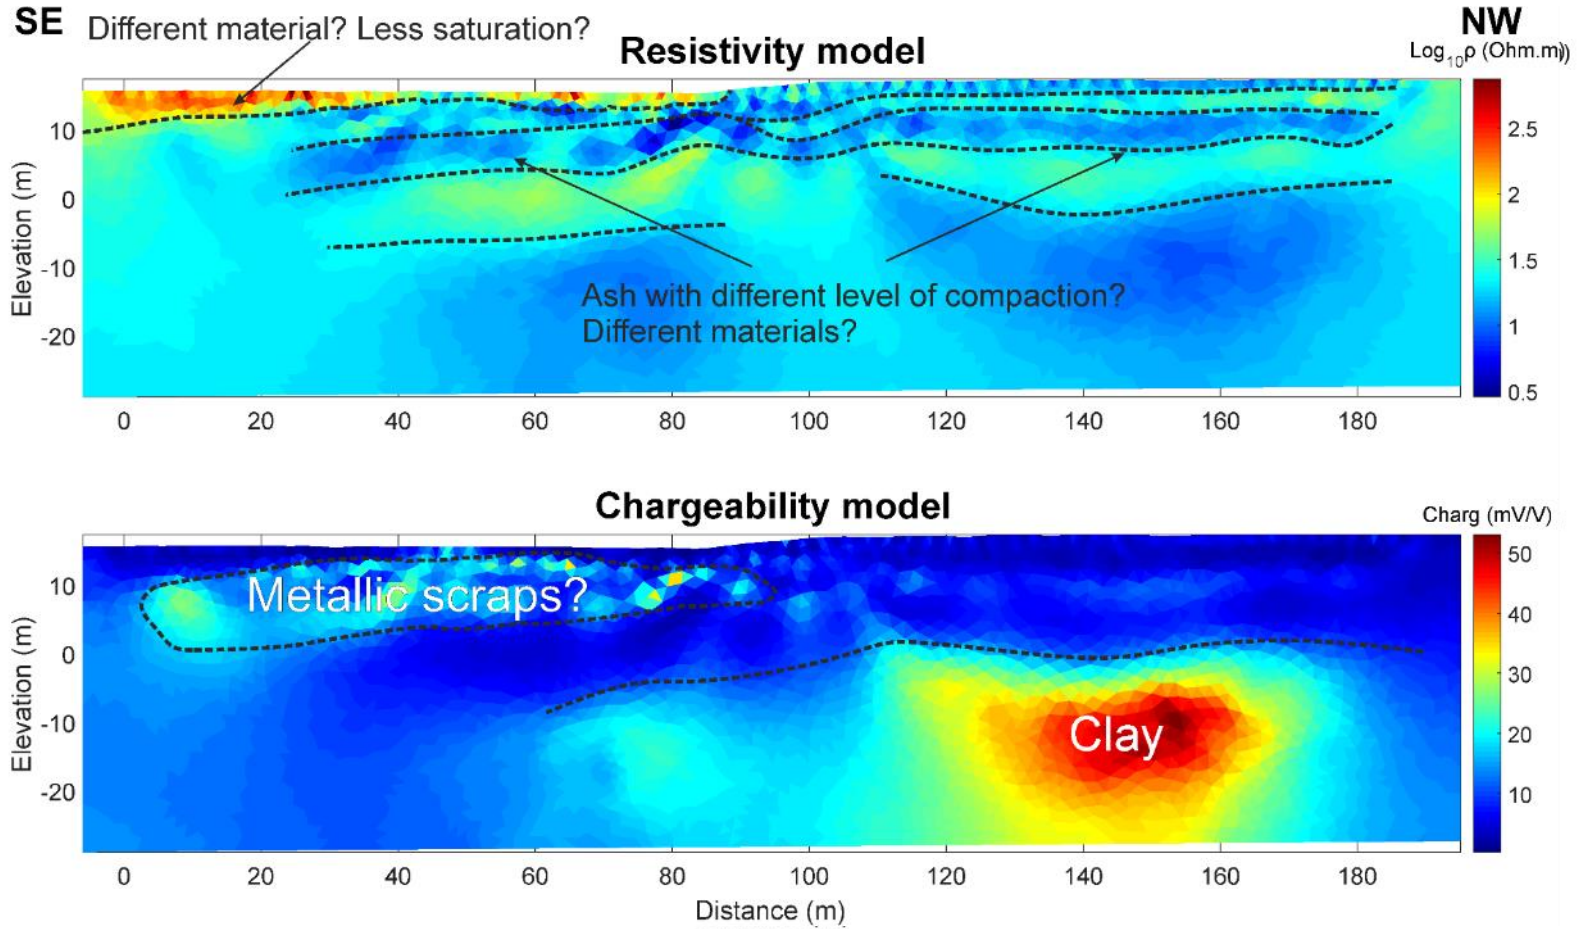 SE
Different material? Less saturation?
NW
Resistivity model
Log10ρ (Ohm.m))
Elevation (m)
10
0
-10
-20
2.5
2
1.5
1
0.5
Ash with different level of compaction?
Different materials?
0 20 40 60 80 100 120 140 160 180
Chargeability model
Charg (mV/V)
Elevation (m)
10
0
-10
-20
Metallic scraps?
Clay
50
40
30
20
10
0 20 40 60 80 100 120 140 160 180
Distance (m)